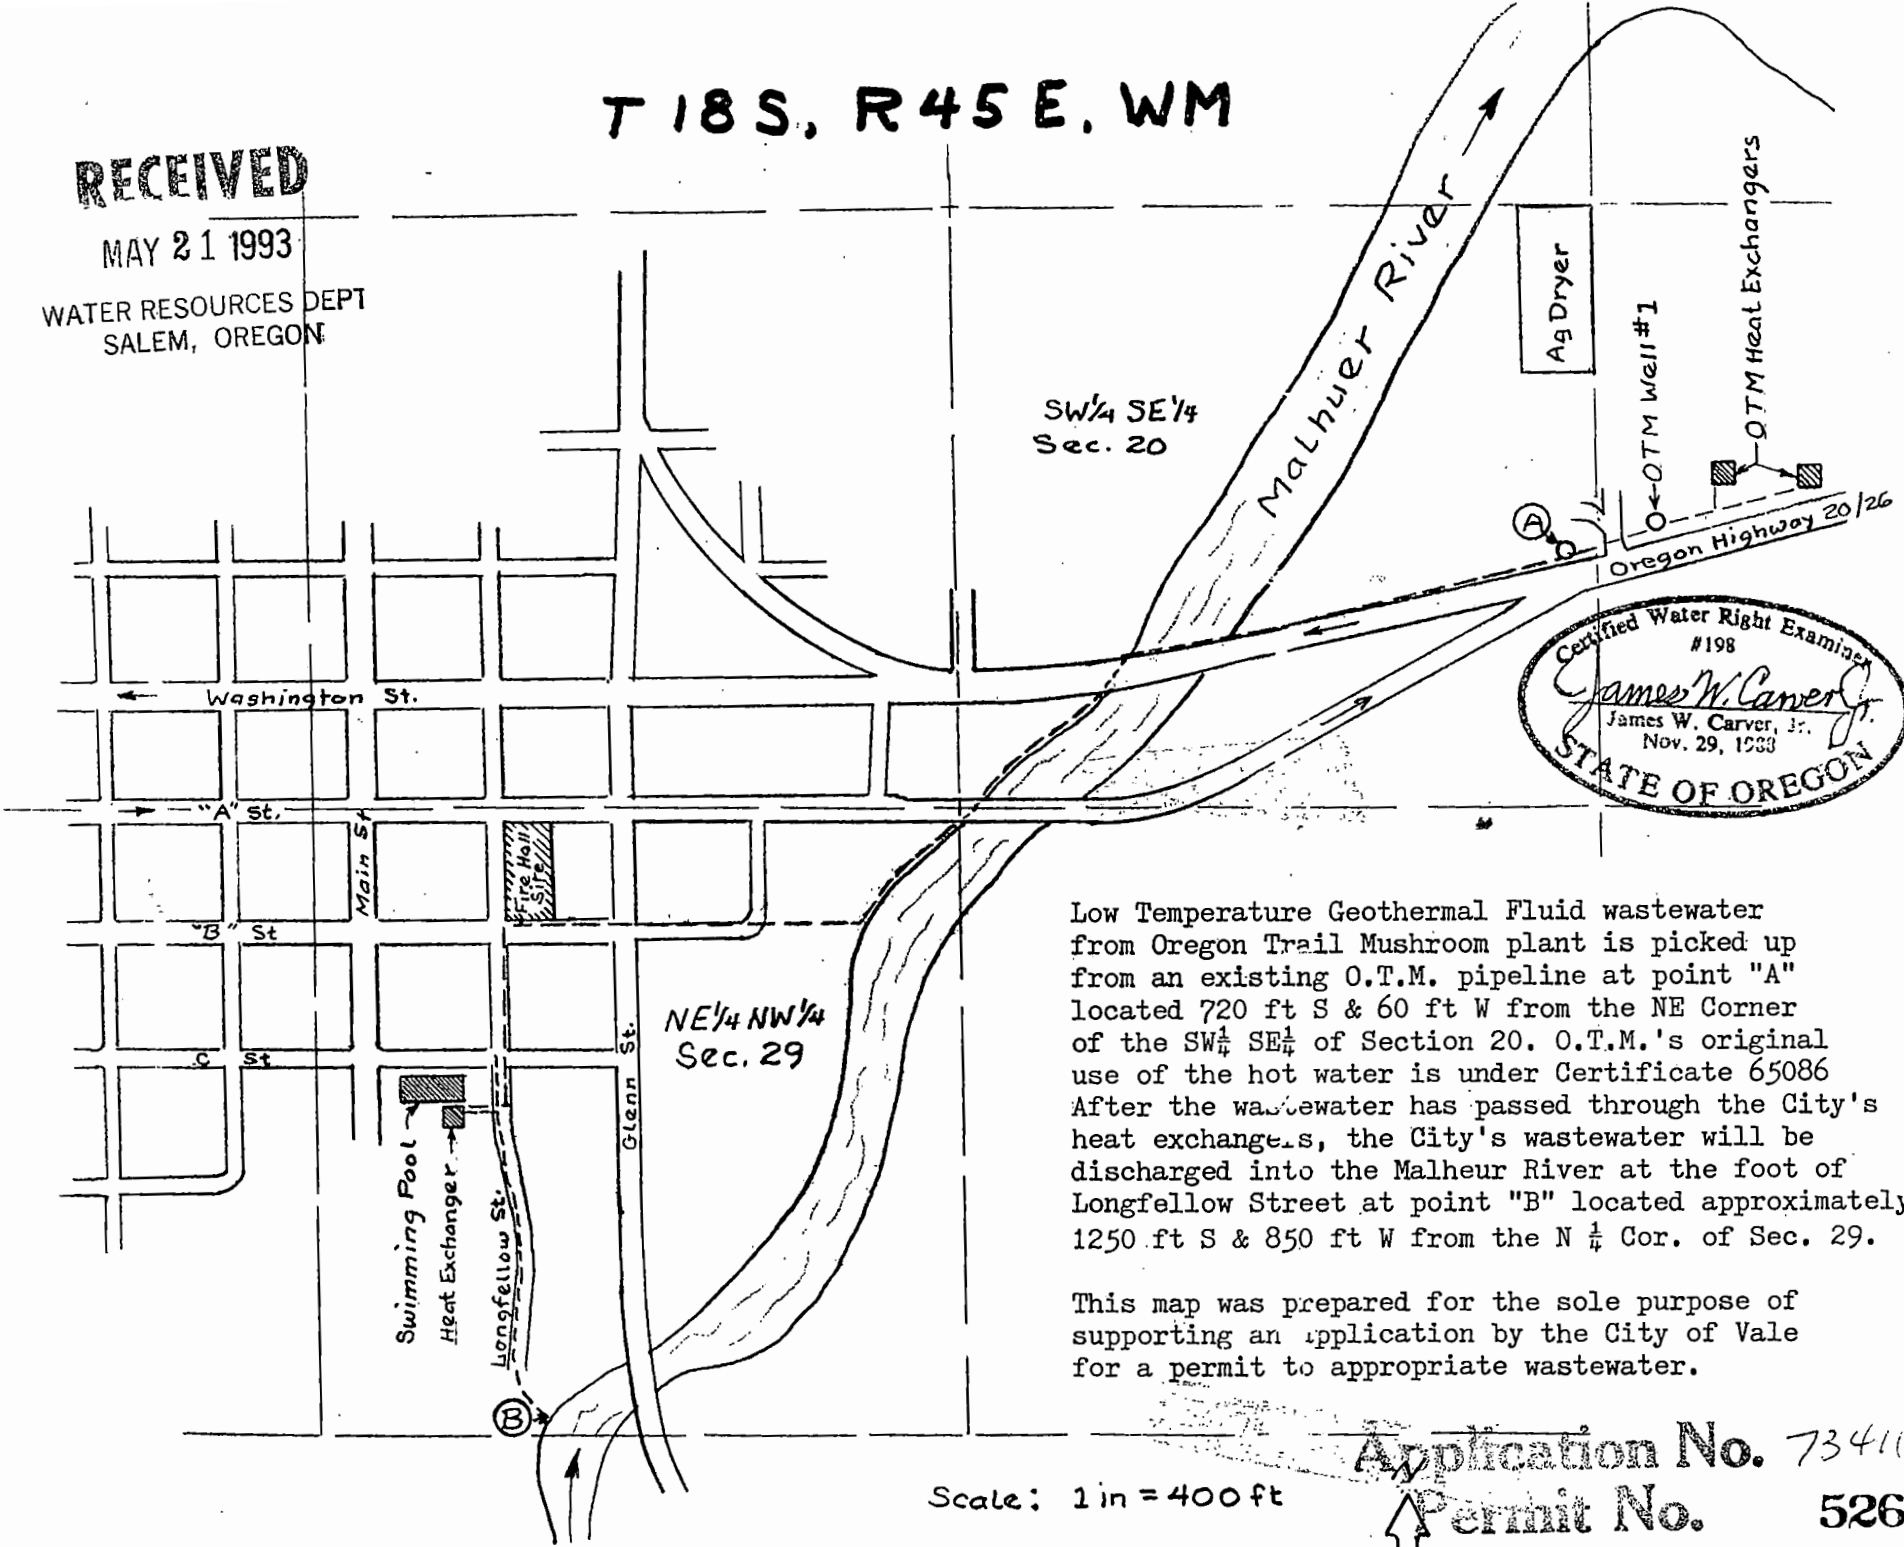 T 18 S, R 45 E, WM
RECEIVED
MAY 21 1993
WATER RESOURCES DEPT
SALEM, OREGON
SW 1/4 SE 1/4
Sec. 20
Malhuer River
Ag Dryer
OTM Well #1
OTM Heat Exchangers
A
Oregon Highway 20/26
Certified Water Right Examiner
#198
James W. Carver Jr.
James W. Carver, Jr.
Nov. 29, 1988
STATE OF OREGON
Washington St.
"A" St.
Main St
Fire Hall
Site
"B" St
C St
NE 1/4 NW 1/4
Sec. 29
Glenn St.
Swimming Pool
Heat Exchanger
Longfellow St.
B
Low Temperature Geothermal Fluid wastewater
from Oregon Trail Mushroom plant is picked up
from an existing O.T.M. pipeline at point "A"
located 720 ft S & 60 ft W from the NE Corner
of the SW¼ SE¼ of Section 20. O.T.M.'s original
use of the hot water is under Certificate 65086
After the wastewater has passed through the City's
heat exchangers, the City's wastewater will be
discharged into the Malheur River at the foot of
Longfellow Street at point "B" located approximately
1250 ft S & 850 ft W from the N ¼ Cor. of Sec. 29.
This map was prepared for the sole purpose of
supporting an application by the City of Vale
for a permit to appropriate wastewater.
Scale: 1 in = 400 ft
N
Application No.
Permit No. 526